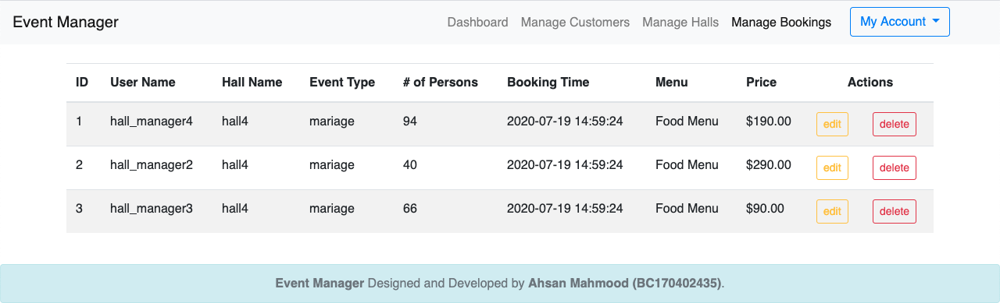 Event Manager Dashboard Manage Customers Manage Halls Manage Bookings My Account
ID User Name Hall Name Event Type # of Persons Booking Time Menu Price Actions
1 hall_manager4 hall4 mariage 94 2020-07-19 14:59:24 Food Menu $190.00 edit delete
2 hall_manager2 hall4 mariage 40 2020-07-19 14:59:24 Food Menu $290.00 edit delete
3 hall_manager3 hall4 mariage 66 2020-07-19 14:59:24 Food Menu $90.00 edit delete
Event Manager Designed and Developed by Ahsan Mahmood (BC170402435).